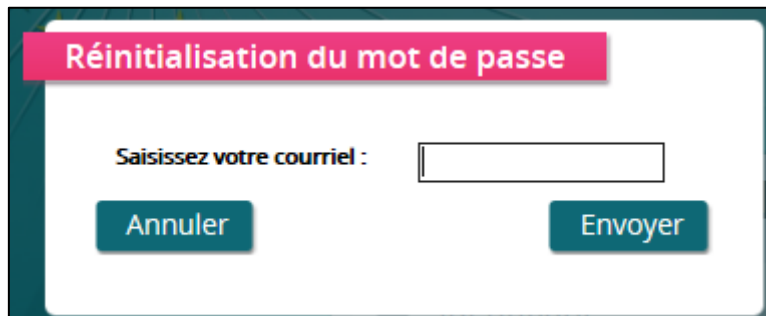 Réinitialisation du mot de passe
Saisissez votre courriel :
Annuler
Envoyer